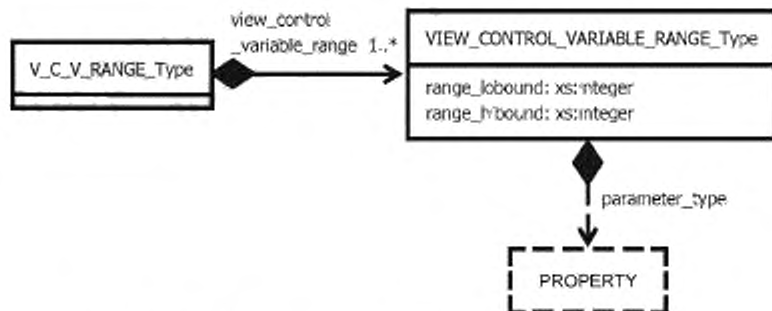 view_control
_variable_range 1..*
V_C_V_RANGE_Type
VIEW_CONTROL_VARIABLE_RANGE_Type
range_lobound: xs:integer
range_hibound: xs:integer
parameter_type
PROPERTY